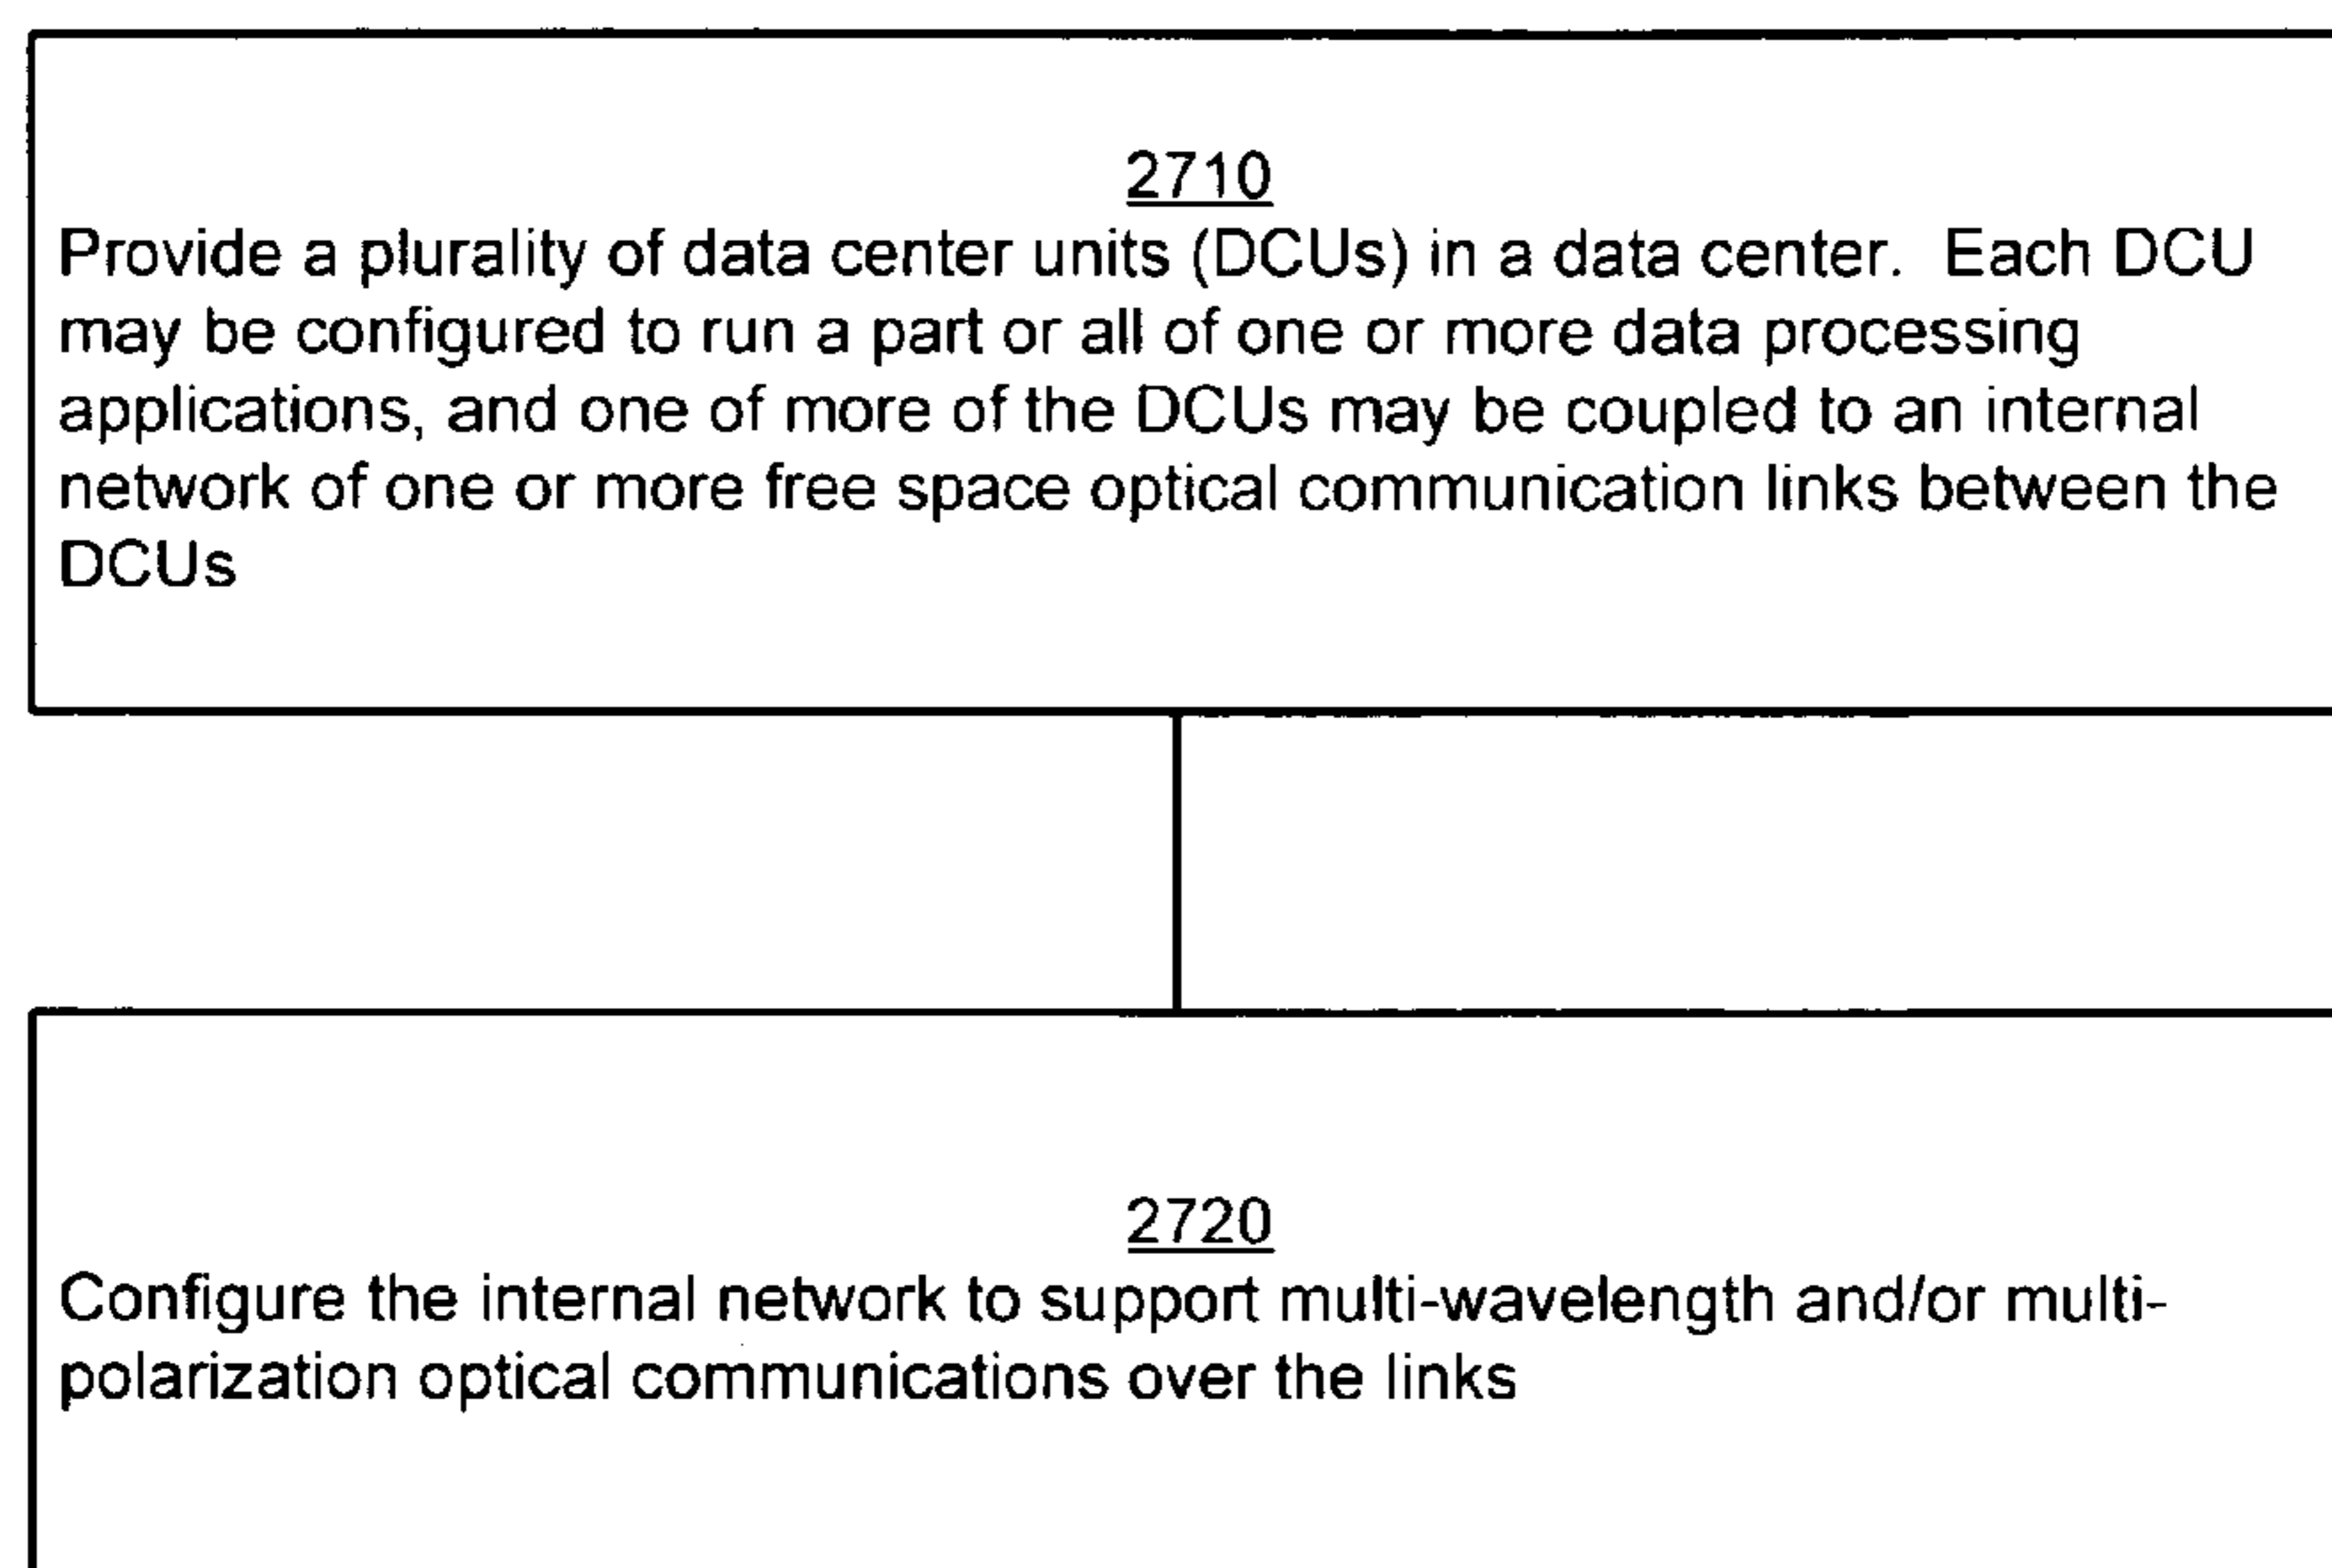 2710
Provide a plurality of data center units (DCUs) in a data center. Each DCU
may be configured to run a part or all of one or more data processing
applications, and one of more of the DCUs may be coupled to an internal
network of one or more free space optical communication links between the
DCUs
2720
Configure the internal network to support multi-wavelength and/or multi-
polarization optical communications over the links